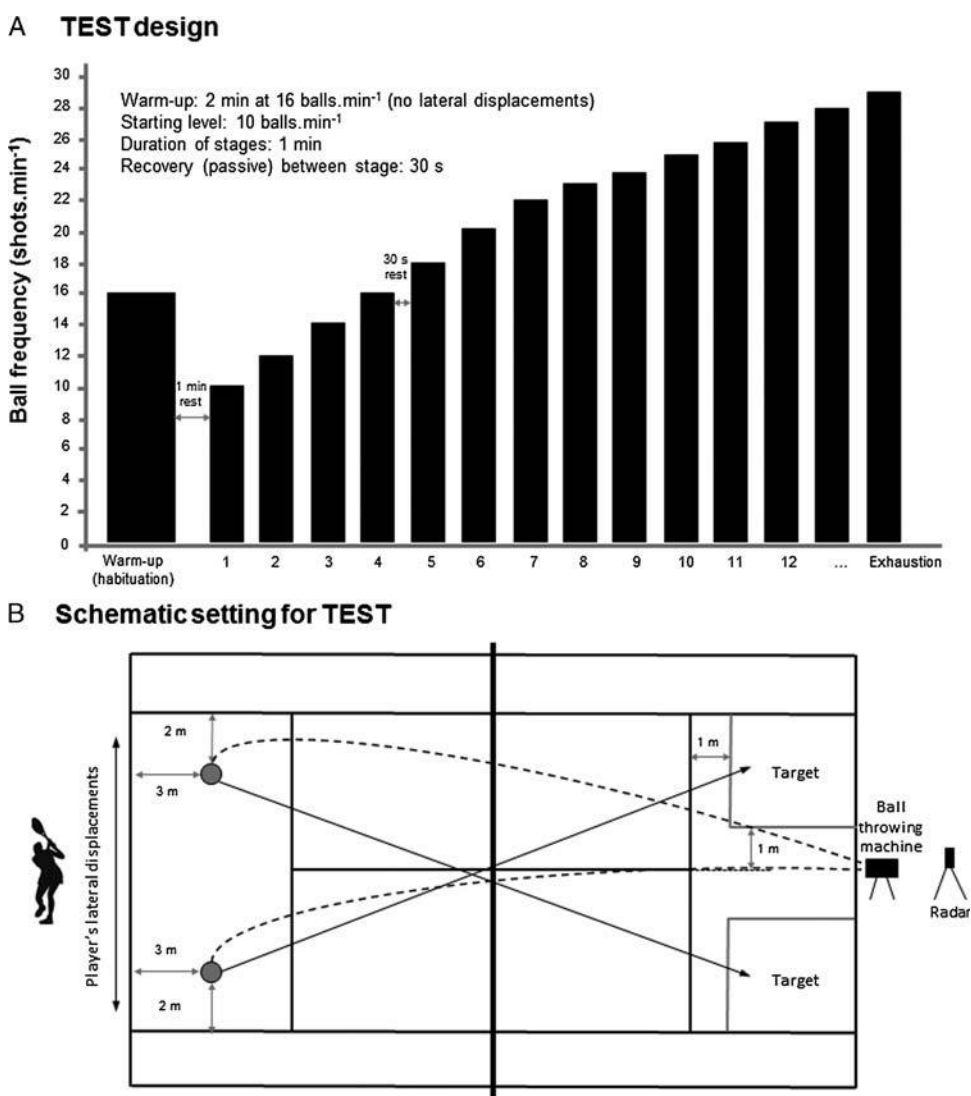 A TEST design
Ball frequency (shots.min-1)
30
28
26
24
22
20
18
16
14
12
10
8
6
4
2
0
Warm-up: 2 min at 16 balls.min-1 (no lateral displacements)
Starting level: 10 balls.min-1
Duration of stages: 1 min
Recovery (passive) between stage: 30 s
30 s
rest
1 min
rest
Warm-up
(habituation)
1
2
3
4
5
6
7
8
9
10
11
12
...
Exhaustion
B Schematic setting for TEST
Player's lateral displacements
2 m
3 m
1 m
Target
Ball
throwing
machine
1 m
Radar
3 m
2 m
Target